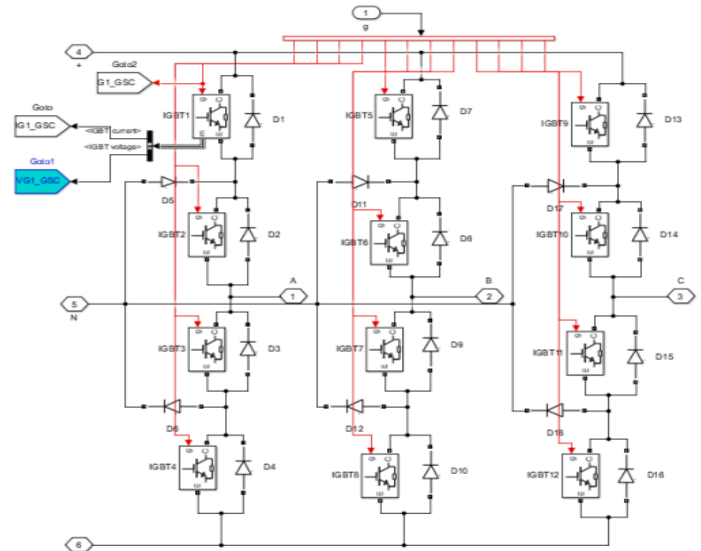 1
g
4
+
Goto2
G1_GSC
Goto
IG1_GSC
<IGBT current>
<IGBT voltage>
Goto1
VG1_GSC
IGBT1
D1
IGBT5
D7
IGBT9
D13
D5
D11
D17
IGBT2
D2
IGBT6
D8
IGBT10
D14
A
1
B
2
C
3
5
N
IGBT3
D3
IGBT7
D9
IGBT11
D15
D6
D12
D18
IGBT4
D4
IGBT8
D10
IGBT12
D16
6